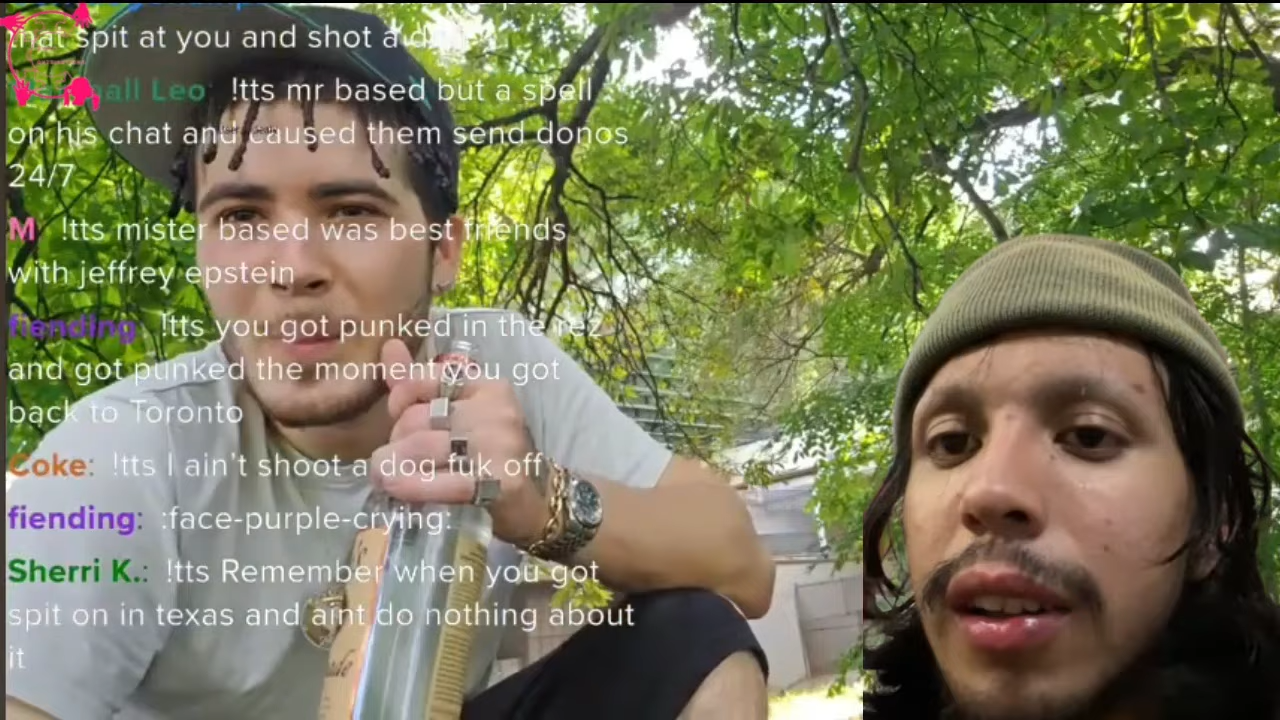 that spit at you and shot a
all Leo !tts mr based but a spell
on his chat and caused them send donos
24/7
M !tts mister based was best friends
with jeffrey epstein
fiending !tts you got punked in the rez
and got punked the moment you got
back to Toronto
Coke: !tts I ain't shoot a dog fuk off
fiending: :face-purple-crying:
Sherri K.: !tts Remember when you got
spit on in texas and aint do nothing about
it